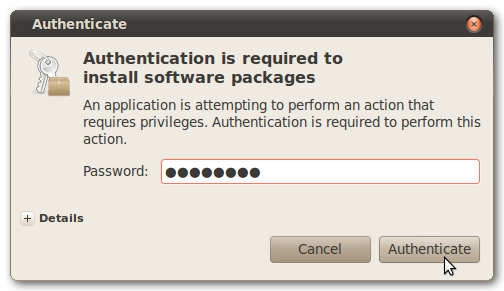 Authenticate
Authentication is required to
install software packages
An application is attempting to perform an action that
requires privileges. Authentication is required to perform this
action.
Password: ●●●●●●●●
+ Details
Cancel Authenticate